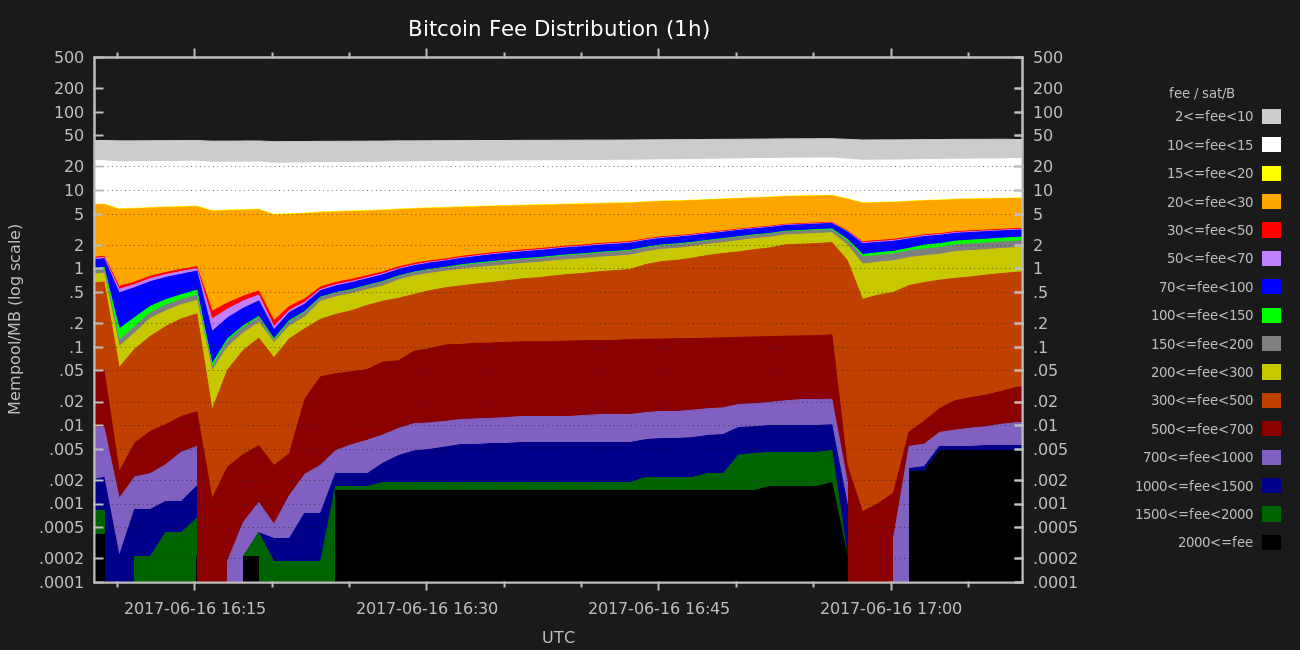 Bitcoin Fee Distribution (1h)
500 500
200 200
100 100
50 50
20 20
10 10
5 5
2 2
1 1
.5 .5
.2 .2
.1 .1
.05 .05
.02 .02
.01 .01
.005 .005
.002 .002
.001 .001
.0005 .0005
.0002 .0002
.0001 .0001
Mempool/MB (log scale)
2017-06-16 16:15 2017-06-16 16:30 2017-06-16 16:45 2017-06-16 17:00
UTC
fee / sat/B
2<=fee<10
10<=fee<15
15<=fee<20
20<=fee<30
30<=fee<50
50<=fee<70
70<=fee<100
100<=fee<150
150<=fee<200
200<=fee<300
300<=fee<500
500<=fee<700
700<=fee<1000
1000<=fee<1500
1500<=fee<2000
2000<=fee